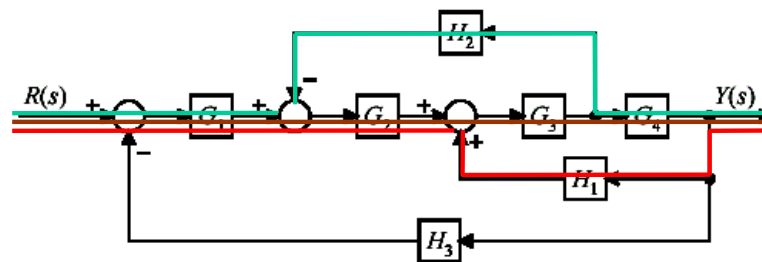 H₂
R(s) + G₁ + − G₂ + G₃ G₄ Y(s)
− +
H₁
H₃